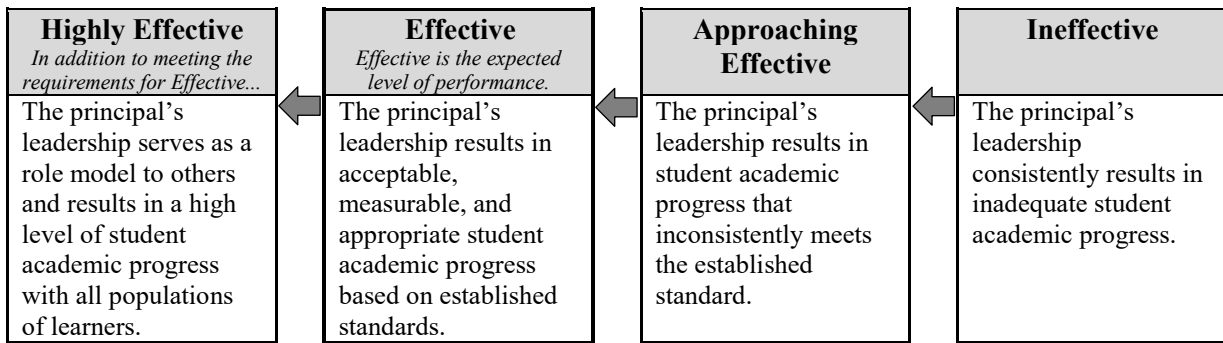 Highly Effective
In addition to meeting the
requirements for Effective...
The principal's
leadership serves as a
role model to others
and results in a high
level of student
academic progress
with all populations
of learners.
Effective
Effective is the expected
level of performance.
The principal's
leadership results in
acceptable,
measurable, and
appropriate student
academic progress
based on established
standards.
Approaching
Effective
The principal's
leadership results in
student academic
progress that
inconsistently meets
the established
standard.
Ineffective
The principal's
leadership
consistently results in
inadequate student
academic progress.